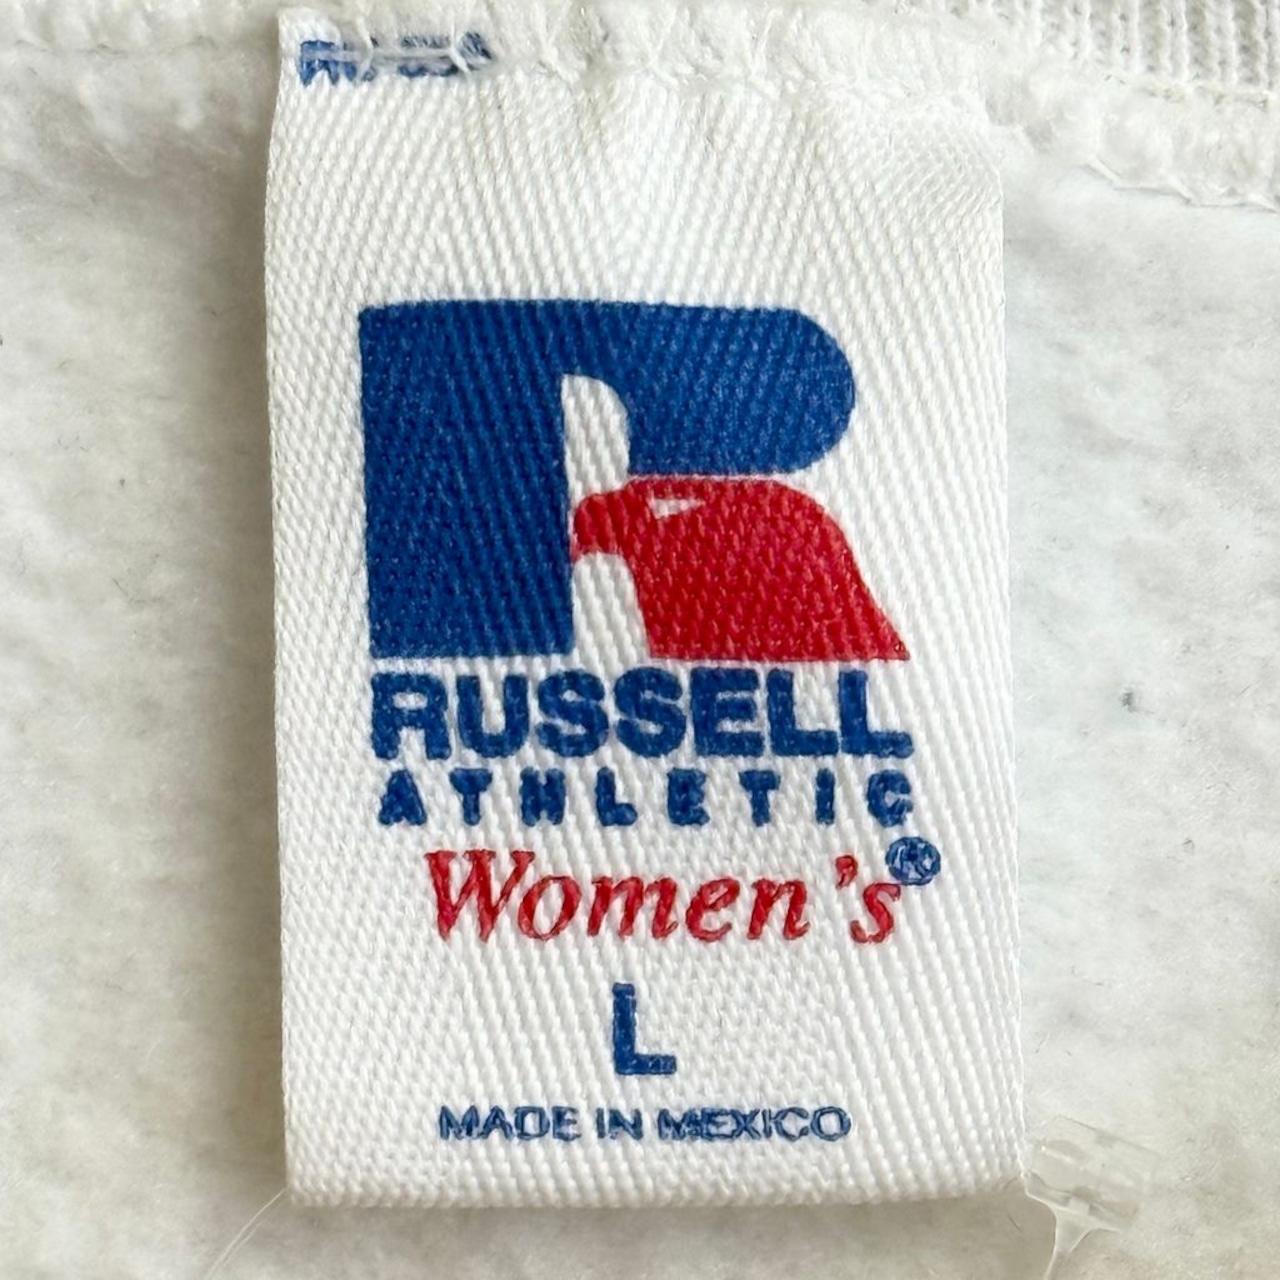 RUSSELL
ATHLETIC
Women's®
L
MADE IN MEXICO